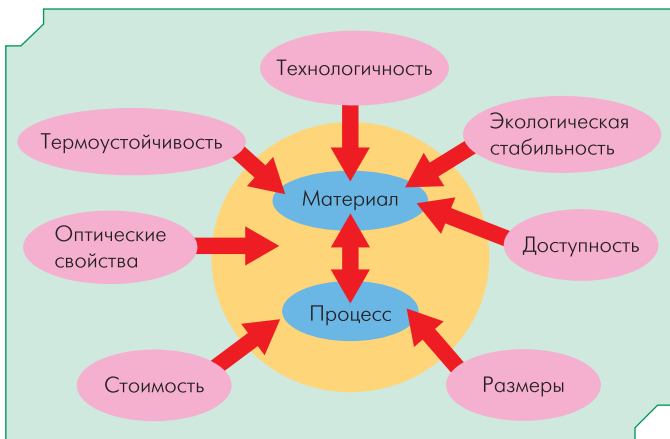 Технологичность
Термоустойчивость
Экологическая
стабильность
Материал
Оптические
свойства
Доступность
Процесс
Стоимость
Размеры